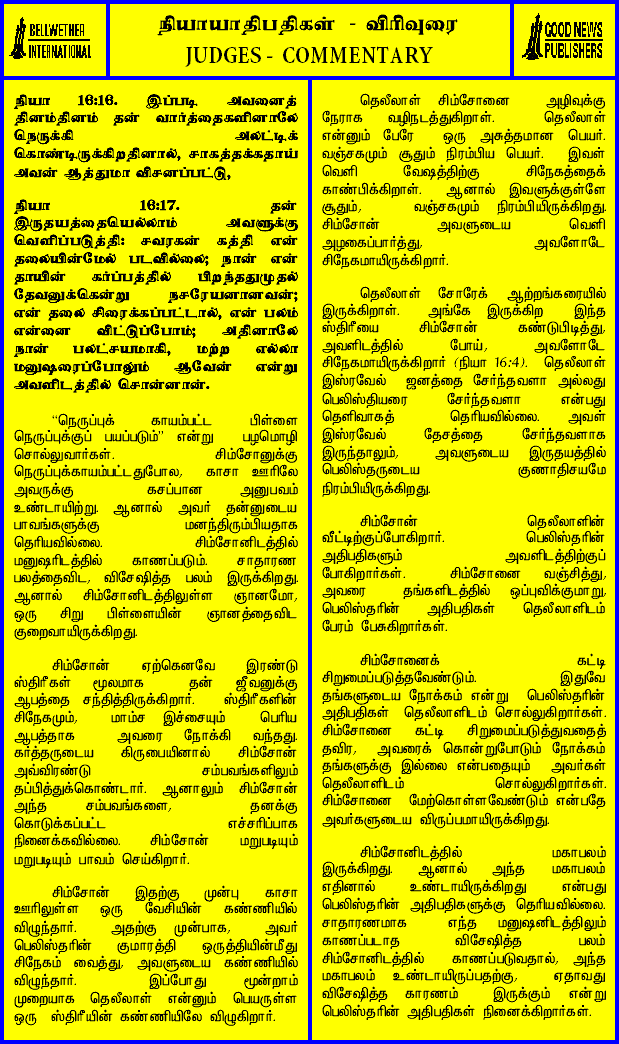 BELLWETHER
INTERNATIONAL
நியாயாதிபதிகள் - விரிவுரை
JUDGES - COMMENTARY
GOOD NEWS
PUBLISHERS
நியா 16:16. இப்படி அவனைத்
தினம்தினம் தன் வார்த்தைகளினாலே
நெருக்கி அலட்டிக்
கொண்டிருக்கிறதினால், சாகத்தக்கதாய்
அவன் ஆத்துமா விசனப்பட்டு,
நியா 16:17. தன்
இருதயத்தையெல்லாம் அவளுக்கு
வெளிப்படுத்தி: சவரகன் கத்தி என்
தலையின்மேல் படவில்லை; நான் என்
தாயின் கர்ப்பத்தில் பிறந்ததுமுதல்
தேவனுக்கென்று நசரேயனானவன்;
என் தலை சிரைக்கப்பட்டால், என் பலம்
என்னை விட்டுப்போம்; அதினாலே
நான் பலட்சயமாகி, மற்ற எல்லா
மனுஷரைப்போலும் ஆவேன் என்று
அவளிடத்தில் சொன்னான்.
“நெருப்புக் காயம்பட்ட பிள்ளை
நெருப்புக்குப் பயப்படும்” என்று பழமொழி
சொல்லுவார்கள். சிம்சோனுக்கு
நெருப்புக்காயம்பட்டதுபோல, காசா ஊரிலே
அவருக்கு கசப்பான அனுபவம்
உண்டாயிற்று. ஆனால் அவர் தன்னுடைய
பாவங்களுக்கு மனந்திரும்பியதாக
தெரியவில்லை. சிம்சோனிடத்தில்
மனுஷரிடத்தில் காணப்படும். சாதாரண
பலத்தைவிட, விசேஷித்த பலம் இருக்கிறது.
ஆனால் சிம்சோனிடத்திலுள்ள ஞானமோ,
ஒரு சிறு பிள்ளையின் ஞானத்தைவிட
குறைவாயிருக்கிறது.
சிம்சோன் ஏற்கெனவே இரண்டு
ஸ்திரீகள் மூலமாக தன் ஜீவனுக்கு
ஆபத்தை சந்தித்திருக்கிறார். ஸ்திரீகளின்
சிநேகமும், மாம்ச இச்சையும் பெரிய
ஆபத்தாக அவரை நோக்கி வந்தது.
கர்த்தருடைய கிருபையினால் சிம்சோன்
அவ்விரண்டு சம்பவங்களிலும்
தப்பித்துக்கொண்டார். ஆனாலும் சிம்சோன்
அந்த சம்பவங்களை, தனக்கு
கொடுக்கப்பட்ட எச்சரிப்பாக
நினைக்கவில்லை. சிம்சோன் மறுபடியும்
மறுபடியும் பாவம் செய்கிறார்.
சிம்சோன் இதற்கு முன்பு காசா
ஊரிலுள்ள ஒரு வேசியின் கண்ணியில்
விழுந்தார். அதற்கு முன்பாக, அவர்
பெலிஸ்தரின் குமாரத்தி ஒருத்தியின்மீது
சிநேகம் வைத்து, அவளுடைய கண்ணியில்
விழுந்தார். இப்போது மூன்றாம்
முறையாக தெலீலாள் என்னும் பெயருள்ள
ஒரு ஸ்திரீயின் கண்ணியிலே விழுகிறார்.
தெலீலாள் சிம்சோனை அழிவுக்கு
நேராக வழிநடத்துகிறாள். தெலீலாள்
என்னும் பேரே ஒரு அசுத்தமான பெயர்.
வஞ்சகமும் சூதும் நிரம்பிய பெயர். இவள்
வெளி வேஷத்திற்கு சிநேகத்தைக்
காண்பிக்கிறாள். ஆனால் இவளுக்குள்ளே
சூதும், வஞ்சகமும் நிரம்பியிருக்கிறது.
சிம்சோன் அவளுடைய வெளி
அழகைப்பார்த்து, அவளோடே
சிநேகமாயிருக்கிறார்.
தெலீலாள் சோரேக் ஆற்றங்கரையில்
இருக்கிறாள். அங்கே இருக்கிற இந்த
ஸ்திரீயை சிம்சோன் கண்டுபிடித்து,
அவளிடத்தில் போய், அவளோடே
சிநேகமாயிருக்கிறார் (நியா 16:4). தெலீலாள்
இஸ்ரவேல் ஜனத்தை சேர்ந்தவளா அல்லது
பெலிஸ்தியரை சேர்ந்தவளா என்பது
தெளிவாகத் தெரியவில்லை. அவள்
இஸ்ரவேல் தேசத்தை சேர்ந்தவளாக
இருந்தாலும், அவளுடைய இருதயத்தில்
பெலிஸ்தருடைய குணாதிசயமே
நிரம்பியிருக்கிறது.
சிம்சோன் தெலீலாளின்
வீட்டிற்குப்போகிறார். பெலிஸ்தரின்
அதிபதிகளும் அவளிடத்திற்குப்
போகிறார்கள். சிம்சோனை வஞ்சித்து,
அவரை தங்களிடத்தில் ஒப்புவிக்குமாறு,
பெலிஸ்தரின் அதிபதிகள் தெலீலாளிடம்
பேரம் பேசுகிறார்கள்.
சிம்சோனைக் கட்டி
சிறுமைப்படுத்தவேண்டும். இதுவே
தங்களுடைய நோக்கம் என்று பெலிஸ்தரின்
அதிபதிகள் தெலீலாளிடம் சொல்லுகிறார்கள்.
சிம்சோனை கட்டி சிறுமைப்படுத்துவதைத்
தவிர, அவரைக் கொன்றுபோடும் நோக்கம்
தங்களுக்கு இல்லை என்பதையும் அவர்கள்
தெலீலாளிடம் சொல்லுகிறார்கள்.
சிம்சோனை மேற்கொள்ளவேண்டும் என்பதே
அவர்களுடைய விருப்பமாயிருக்கிறது.
சிம்சோனிடத்தில் மகாபலம்
இருக்கிறது. ஆனால் அந்த மகாபலம்
எதினால் உண்டாயிருக்கிறது என்பது
பெலிஸ்தரின் அதிபதிகளுக்கு தெரியவில்லை.
சாதாரணமாக எந்த மனுஷனிடத்திலும்
காணப்படாத விசேஷித்த பலம்
சிம்சோனிடத்தில் காணப்படுவதால், அந்த
மகாபலம் உண்டாயிருப்பதற்கு, ஏதாவது
விசேஷித்த காரணம் இருக்கும் என்று
பெலிஸ்தரின் அதிபதிகள் நினைக்கிறார்கள்.